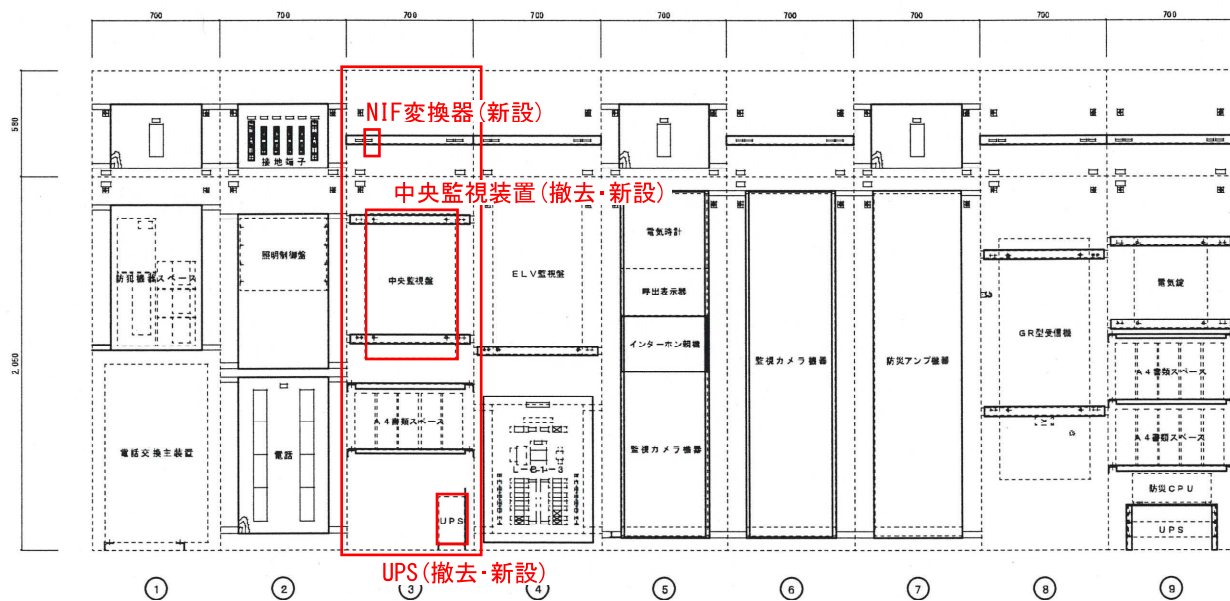 700 700 700 700 700 700 700 700 700
580
NIF変換器(新設)
接地端子
中央監視装置(撤去・新設)
2,060
防犯機器スペース
照明制御盤
中央監視盤
ELV監視盤
電気時計
呼出表示器
インターホン親機
監視カメラ機器
監視カメラ機器
防災アンプ機器
GR型受信機
電気錠
A4書類スペース
A4書類スペース
A4書類スペース
電話交換主装置
電話
L-B1-3
UPS
防災CPU
UPS
UPS(撤去・新設)
① ② ③ ④ ⑤ ⑥ ⑦ ⑧ ⑨